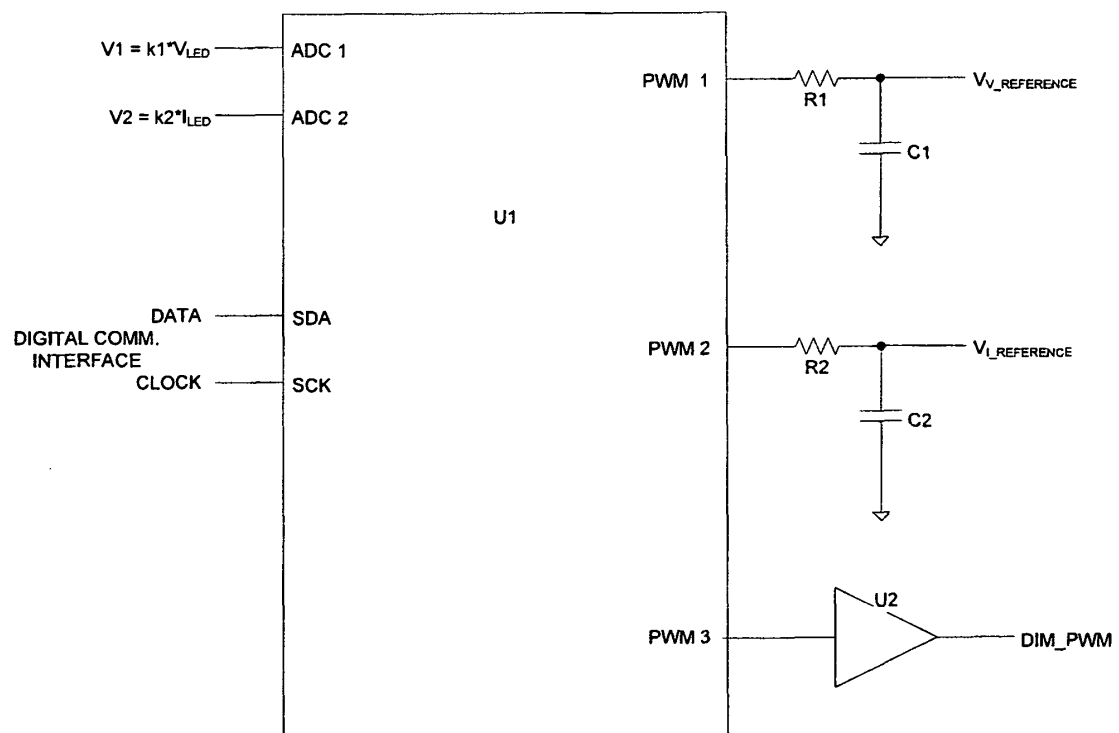 V1 = k1*VLED
ADC 1
PWM 1
R1
VV_REFERENCE
V2 = k2*ILED
ADC 2
C1
U1
DATA
SDA
DIGITAL COMM.
INTERFACE
PWM 2
R2
VI_REFERENCE
CLOCK
SCK
C2
U2
PWM 3
DIM_PWM